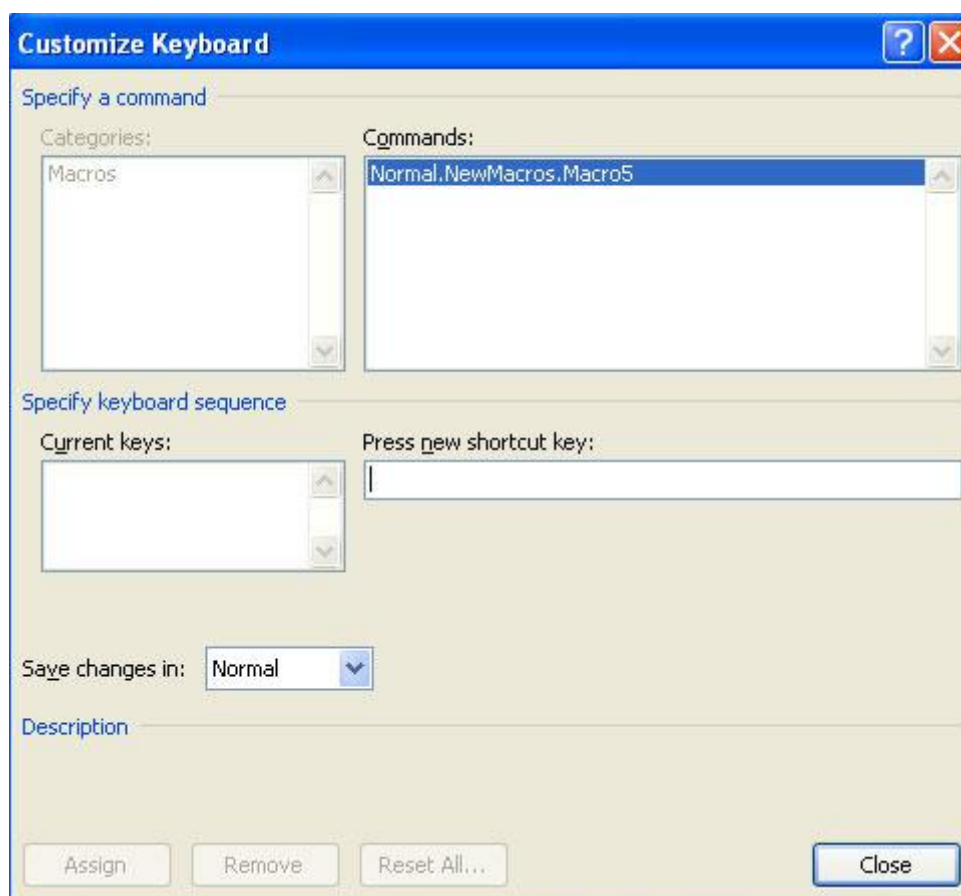 Customize Keyboard
Specify a command
Categories: Commands:
Macros Normal.NewMacros.Macro5
Specify keyboard sequence
Current keys: Press new shortcut key:
Save changes in: Normal
Description
Assign Remove Reset All... Close